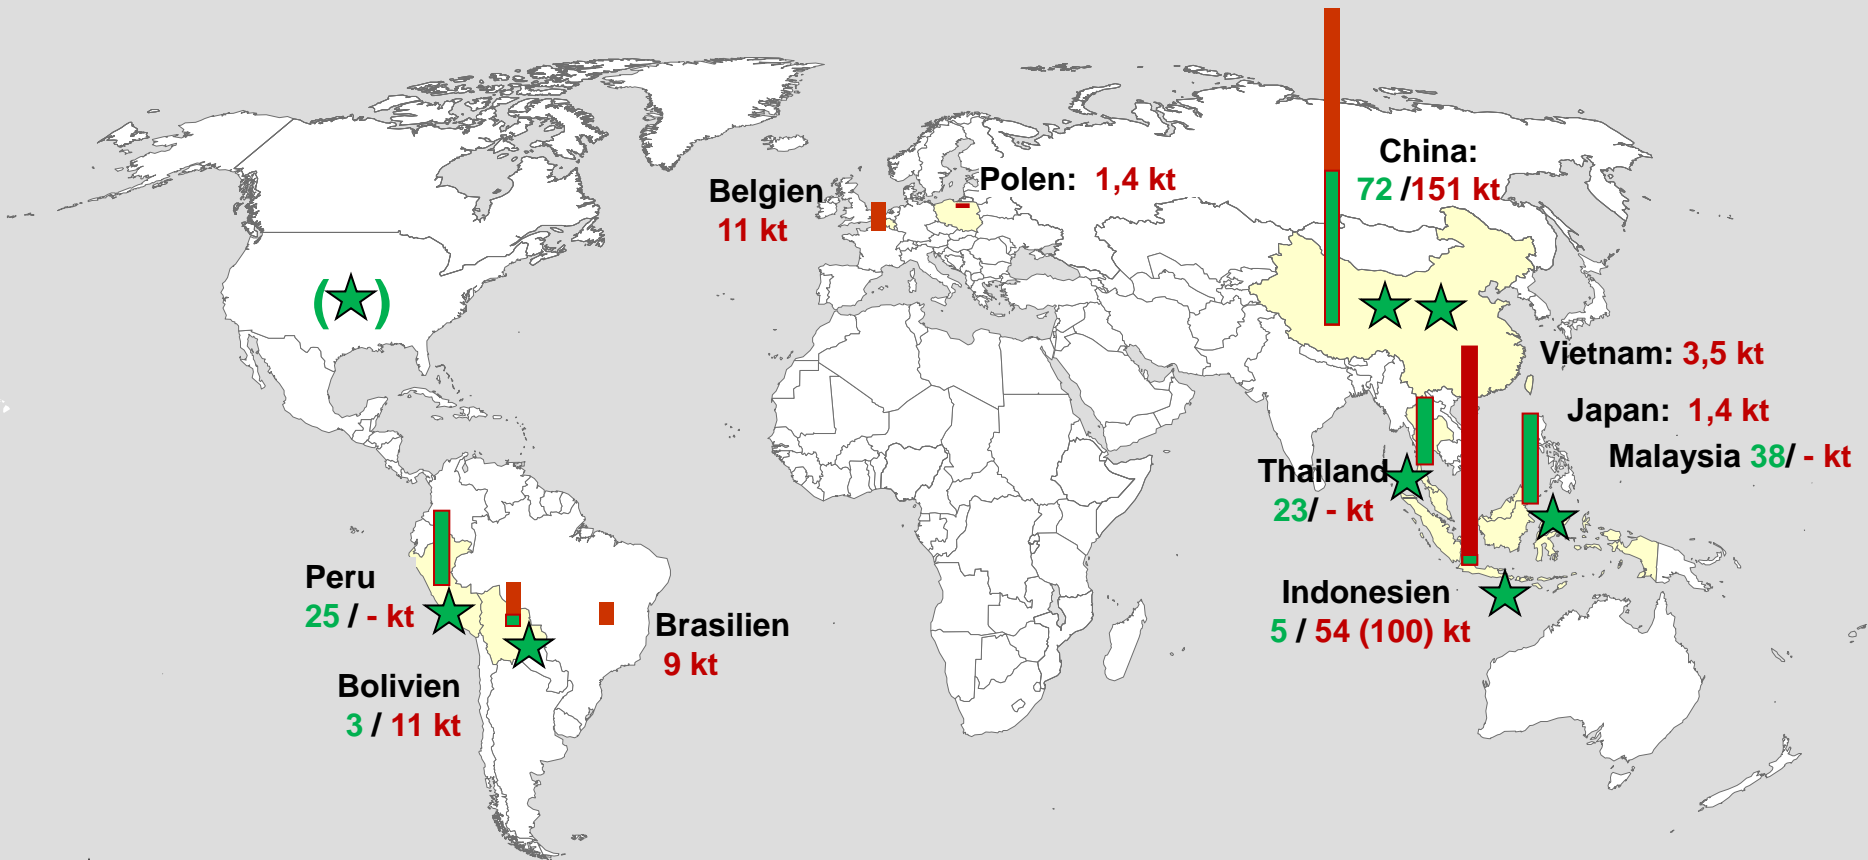 China:
72 /151 kt
Polen: 1,4 kt
Belgien
11 kt
( )
Vietnam: 3,5 kt
Japan: 1,4 kt
Malaysia 38/ - kt
Thailand
23/ - kt
Peru
25 / - kt
Indonesien
5 / 54 (100) kt
Brasilien
9 kt
Bolivien
3 / 11 kt